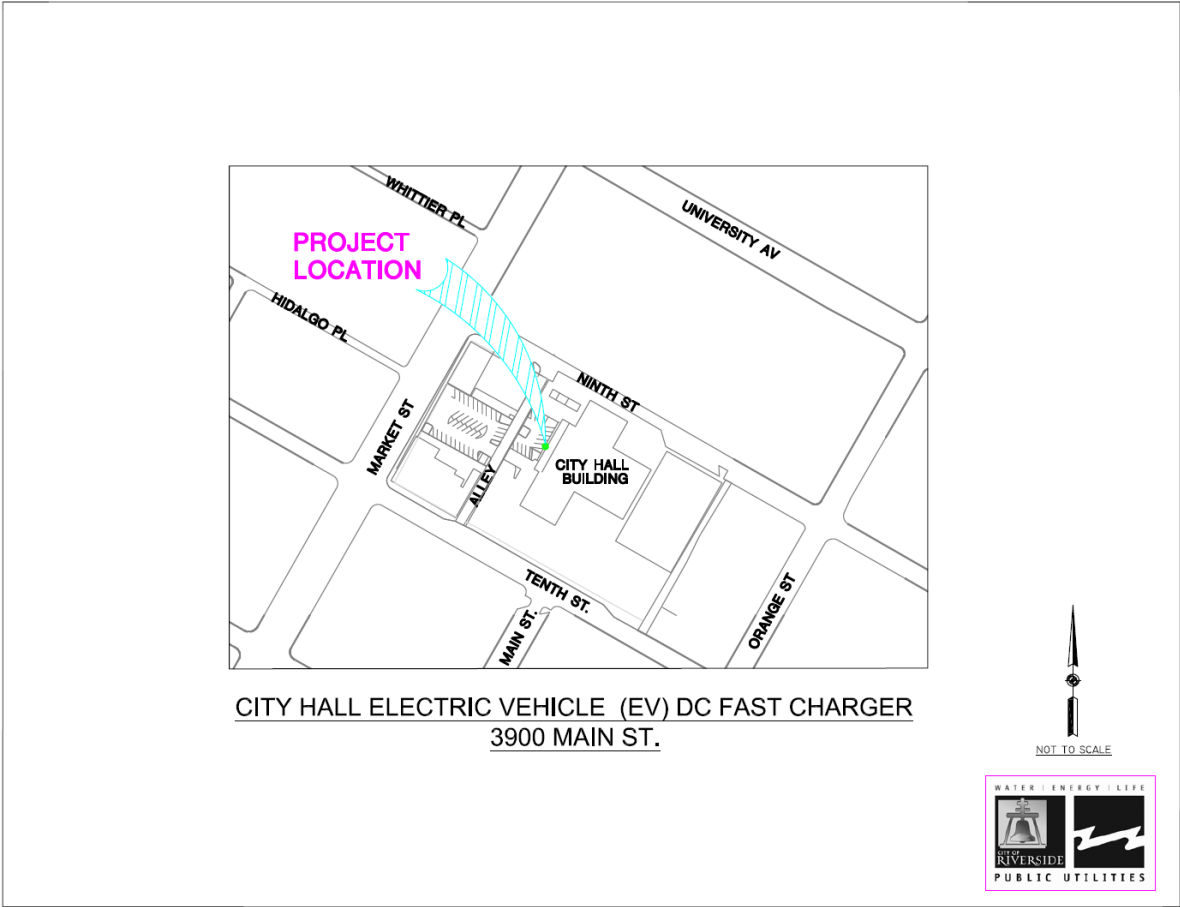 WHITTIER PL
UNIVERSITY AV
PROJECT
LOCATION
HIDALGO PL
NINTH ST
MARKET ST
CITY HALL
BUILDING
ALLEY
TENTH ST.
MAIN ST.
ORANGE ST
CITY HALL ELECTRIC VEHICLE (EV) DC FAST CHARGER
3900 MAIN ST.
NOT TO SCALE
WATER | ENERGY | LIFE
CITY OF
RIVERSIDE
PUBLIC UTILITIES